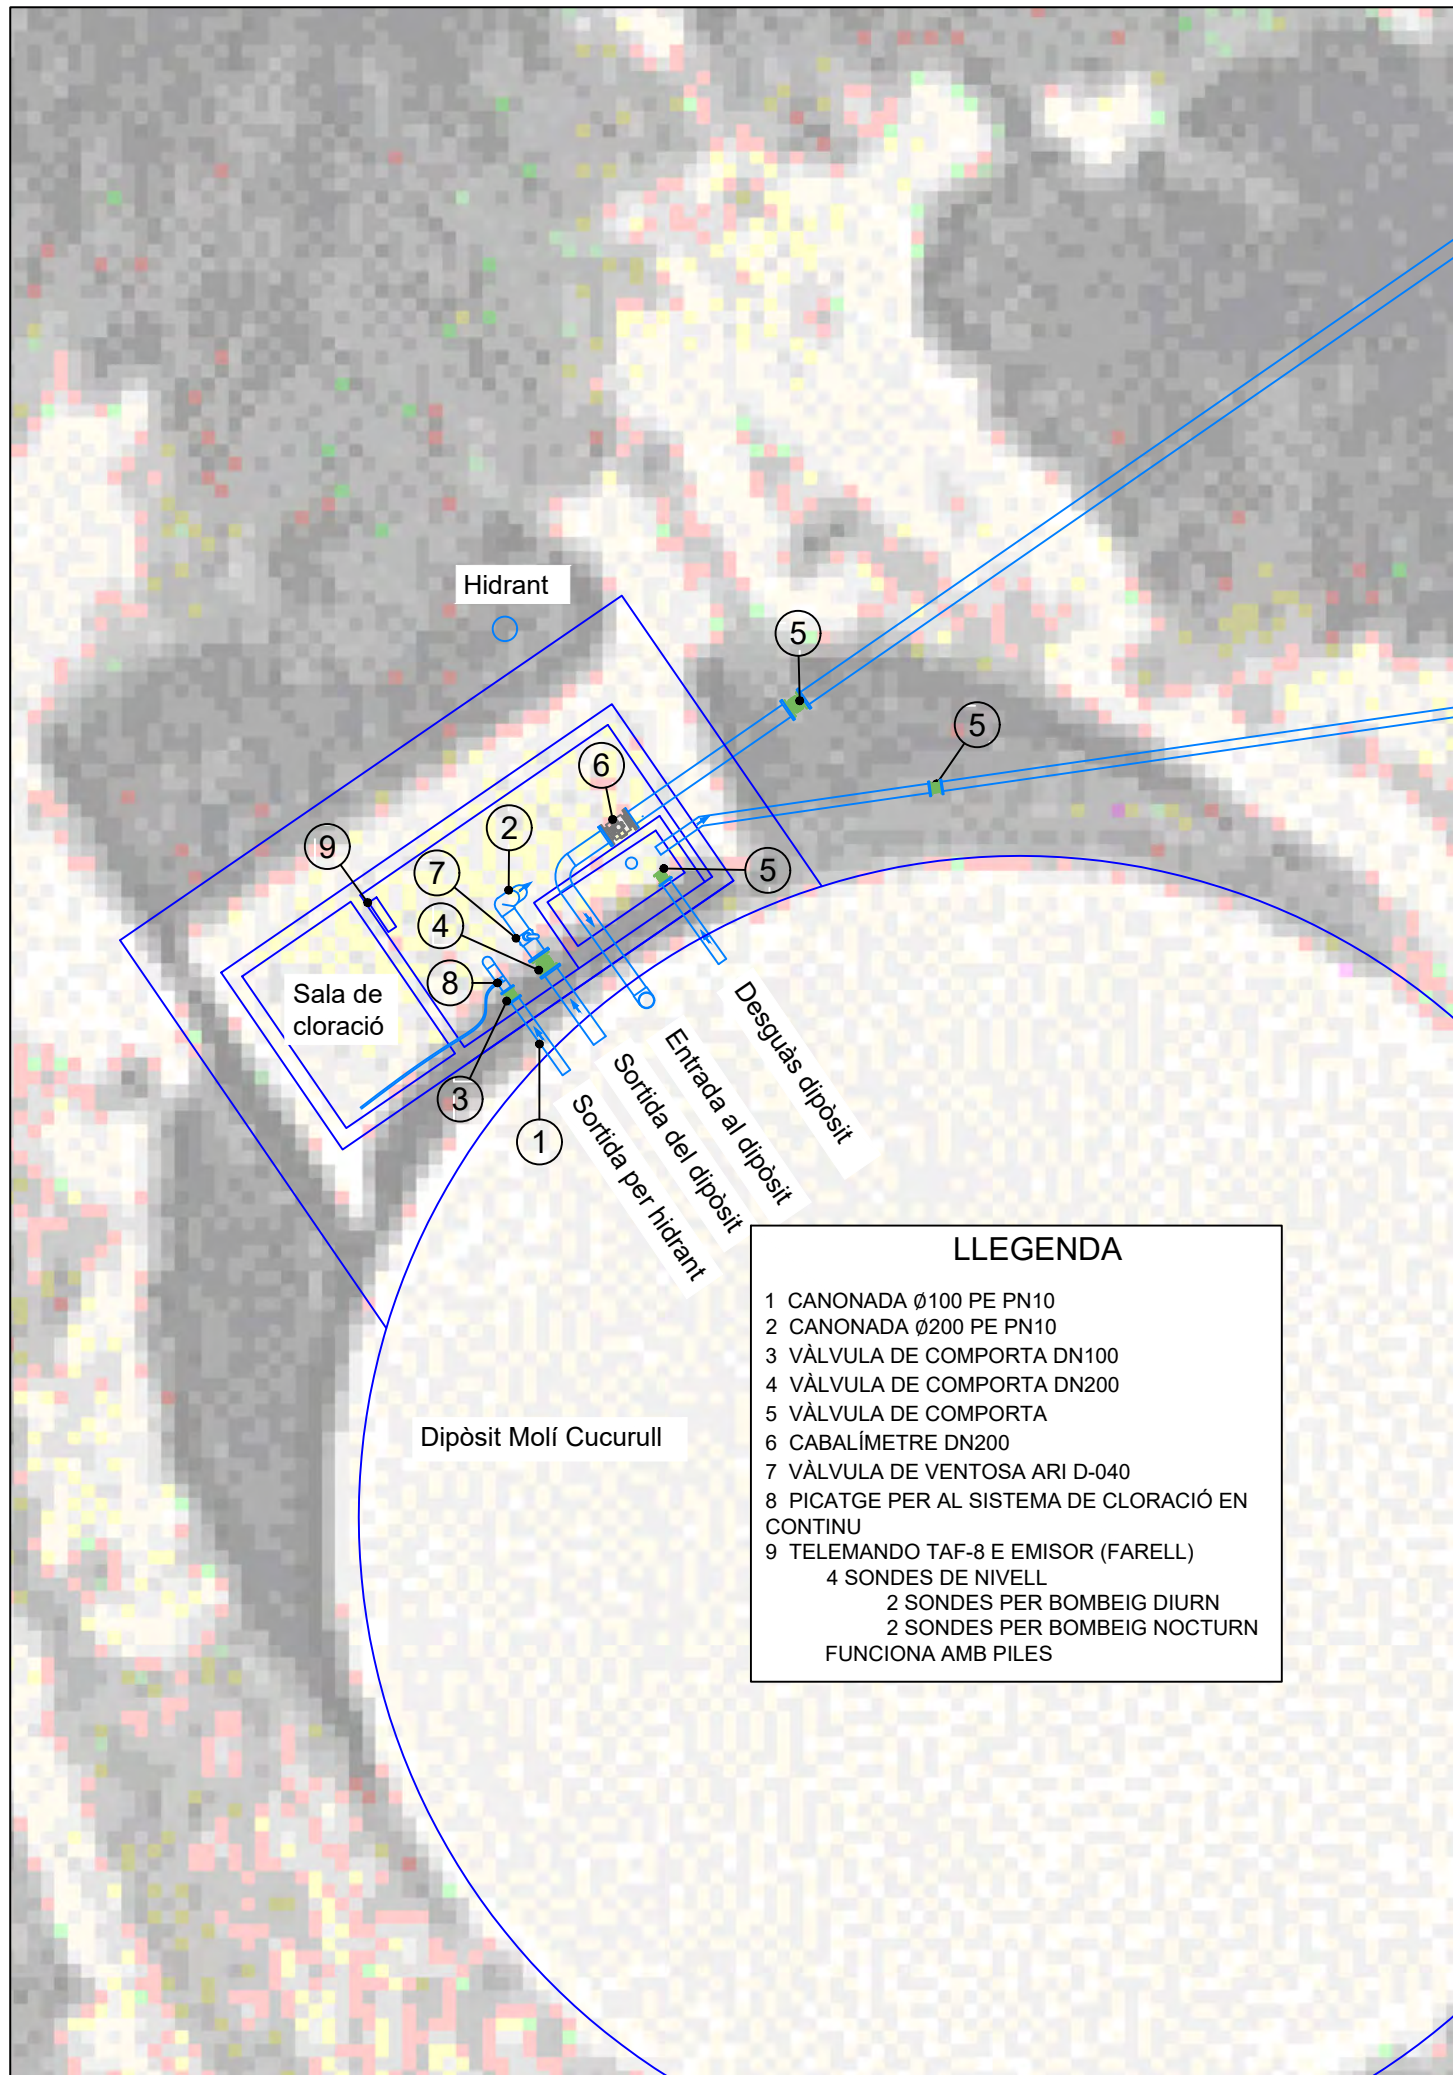 Hidrant
5
5
6
2
9
7
5
4
8
Sala de
cloració
3
1
Desguàs dipòsit
Entrada al dipòsit
Sortida del dipòsit
Sortida per hidrant
Dipòsit Molí Cucurull
LLEGENDA
1 CANONADA Ø100 PE PN10
2 CANONADA Ø200 PE PN10
3 VÀLVULA DE COMPORTA DN100
4 VÀLVULA DE COMPORTA DN200
5 VÀLVULA DE COMPORTA
6 CABALÍMETRE DN200
7 VÀLVULA DE VENTOSA ARI D-040
8 PICATGE PER AL SISTEMA DE CLORACIÓ EN
CONTINU
9 TELEMANDO TAF-8 E EMISOR (FARELL)
4 SONDES DE NIVELL
2 SONDES PER BOMBEIG DIURN
2 SONDES PER BOMBEIG NOCTURN
FUNCIONA AMB PILES